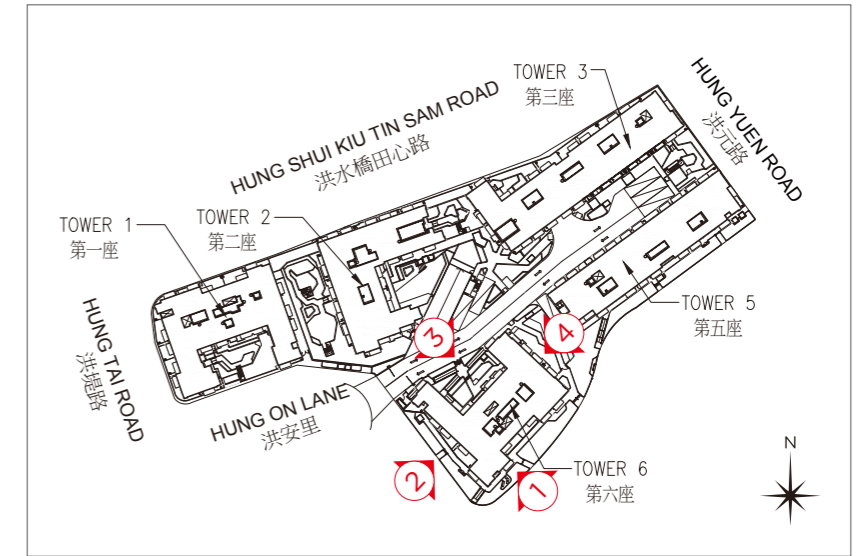 TOWER 3
第三座
HUNG YUEN ROAD
洪元路
HUNG SHUI KIU TIN SAM ROAD
洪水橋田心路
TOWER 1
第一座
TOWER 2
第二座
TOWER 5
第五座
HUNG TAI ROAD
洪堤路
3
4
HUNG ON LANE
洪安里
2
1
TOWER 6
第六座
N